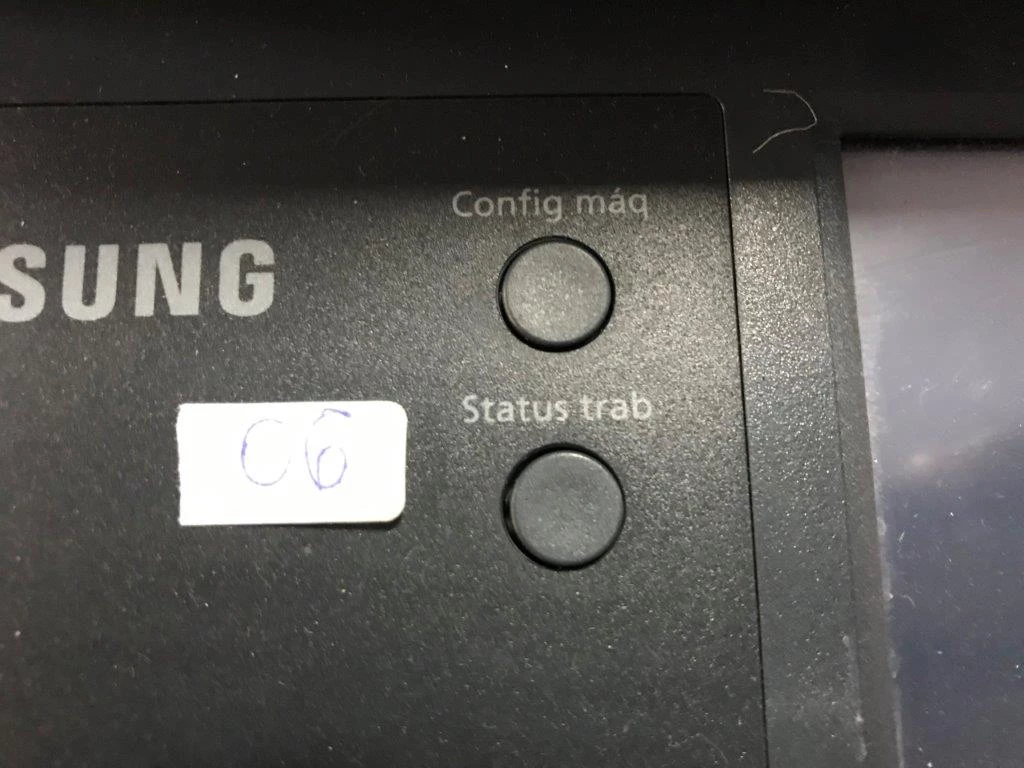 Config máq
SUNG
Status trab
C6